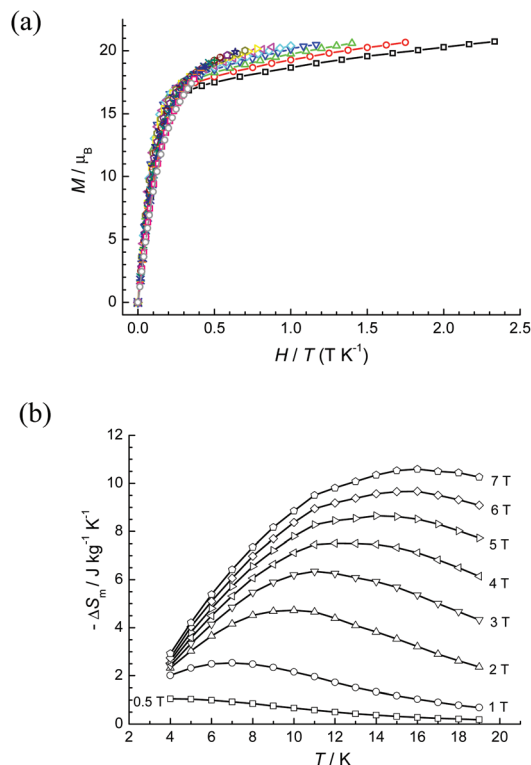 (a)
20
15
10
5
0
M / μB
0.0 0.5 1.0 1.5 2.0 2.5
H / T (T K⁻¹)
(b)
12
10
8
6
4
2
0
- ΔSm / J kg⁻¹ K⁻¹
7 T
6 T
5 T
4 T
3 T
2 T
1 T
0.5 T
2 4 6 8 10 12 14 16 18 20
T / K